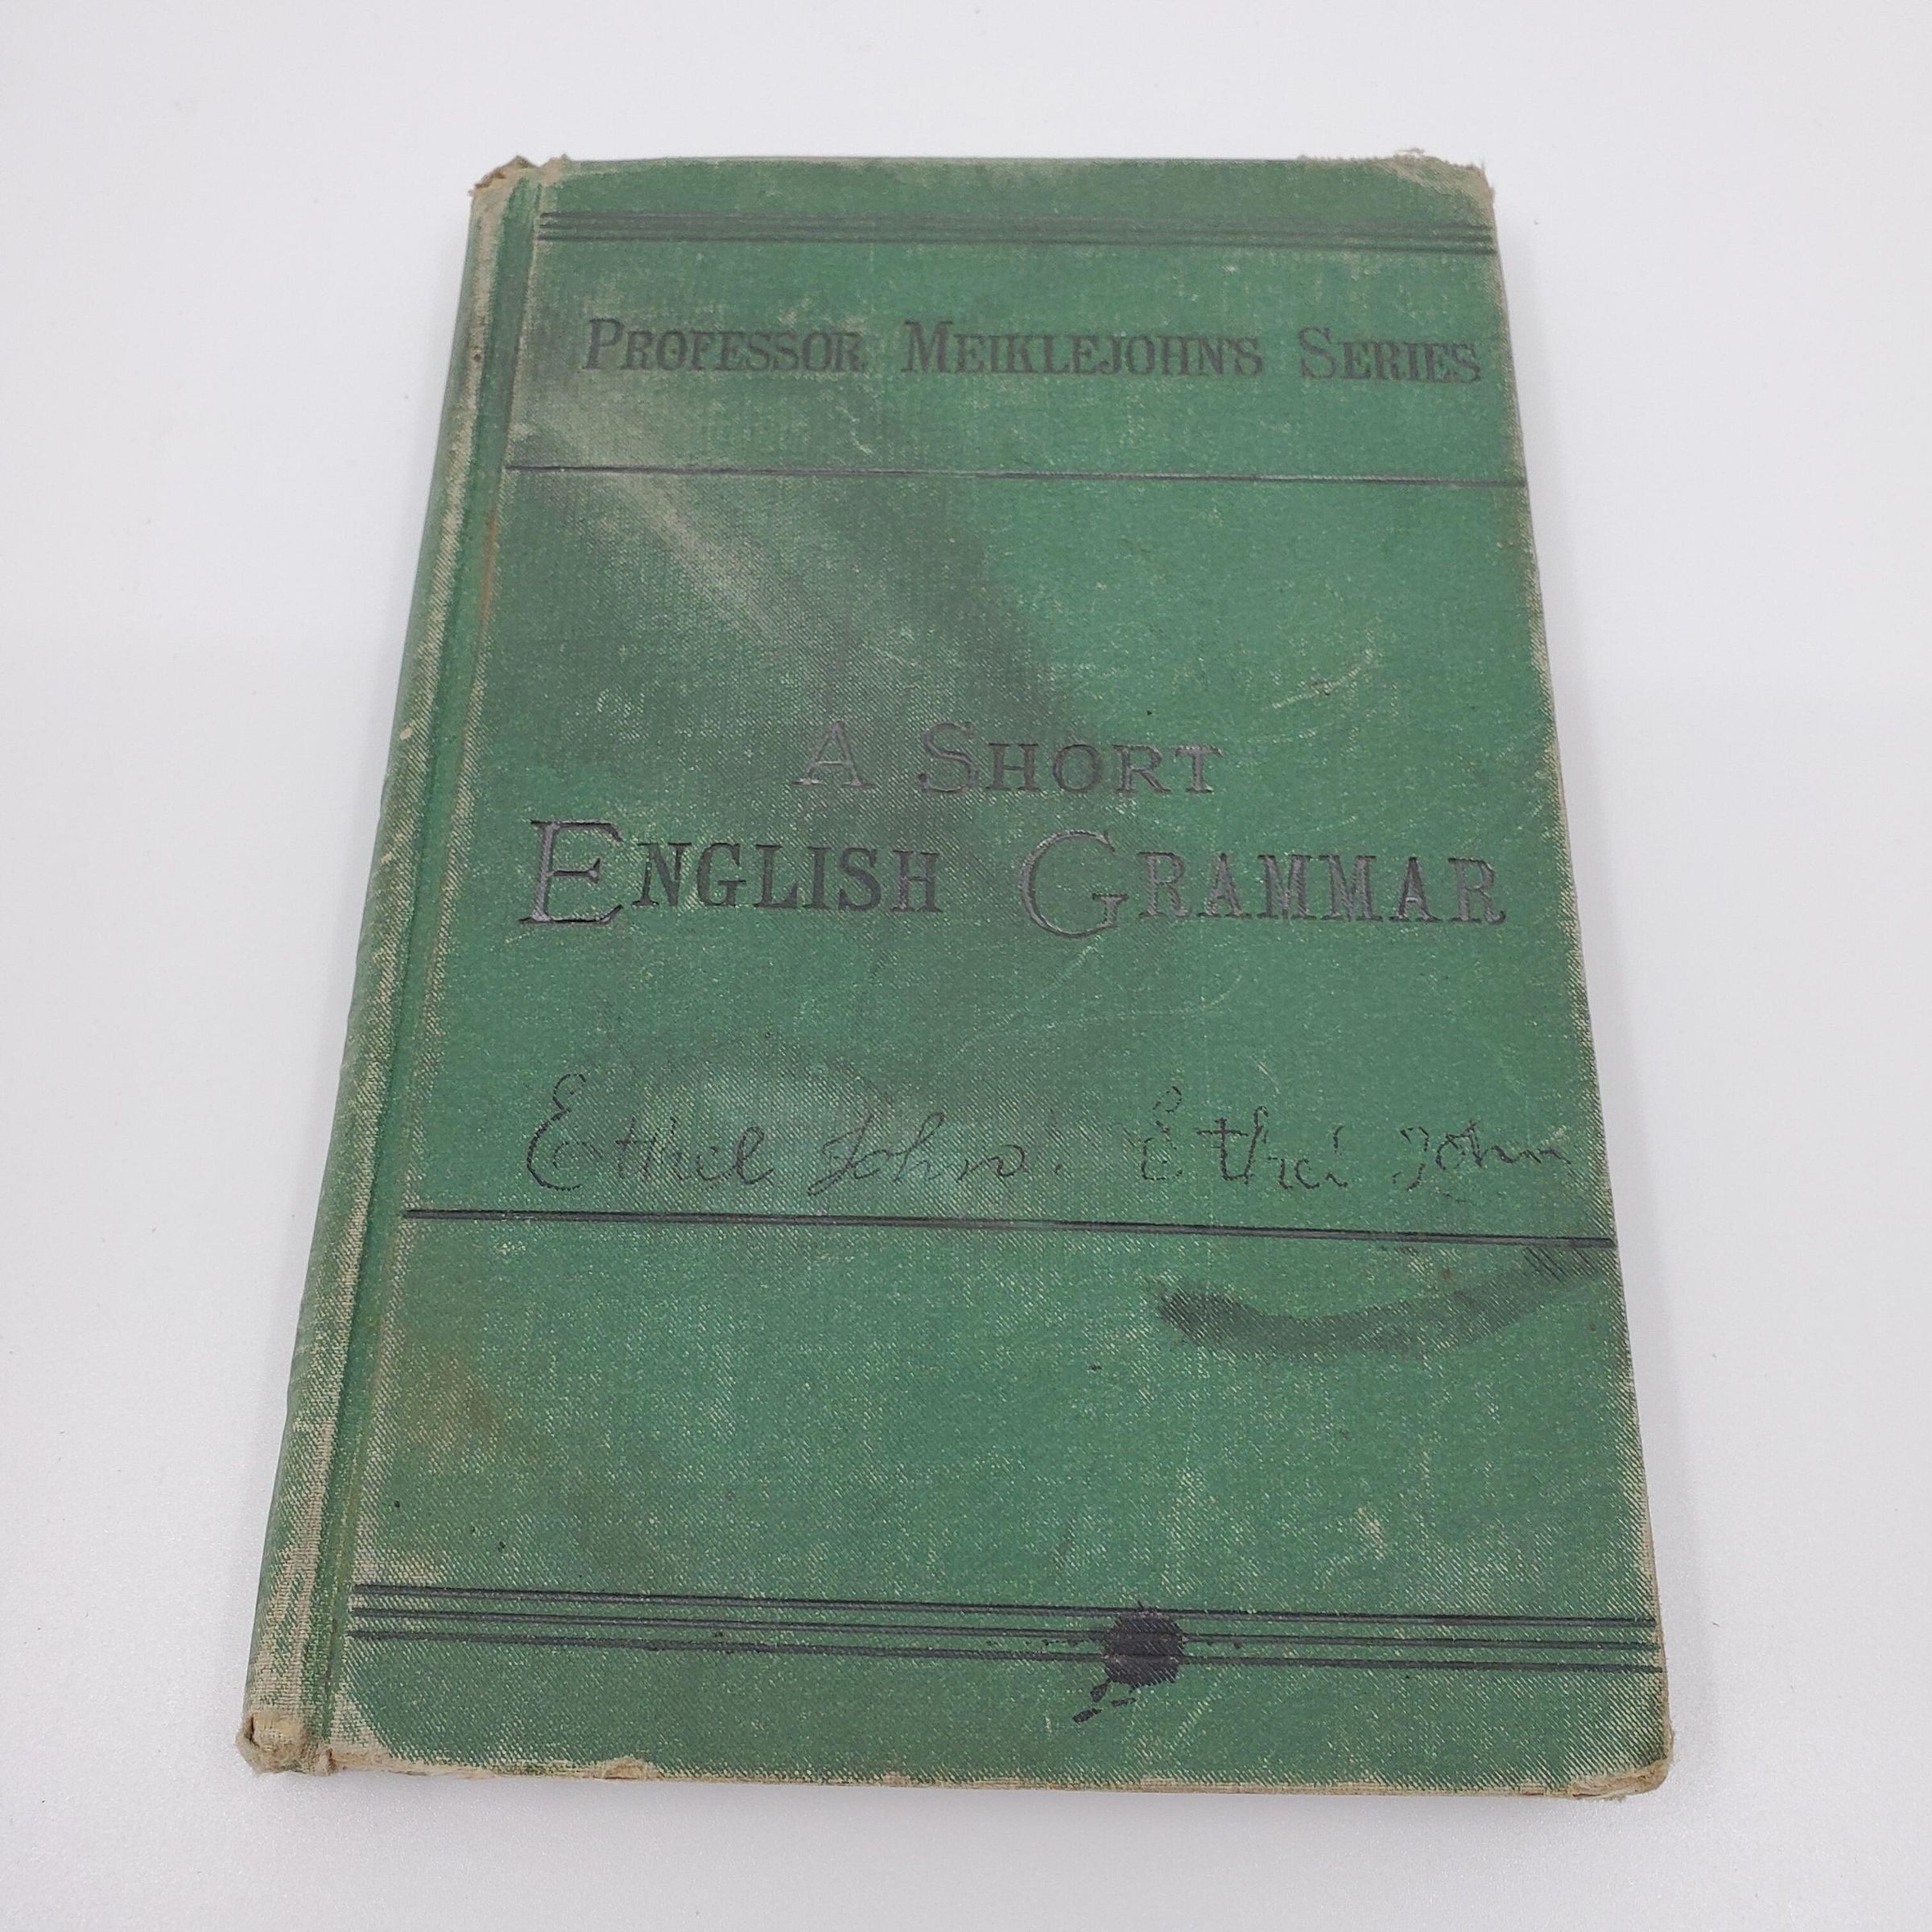 PROFESSOR MEIKLEJOHN'S SERIES
A SHORT
ENGLISH GRAMMAR
Ethel John. Ethel John